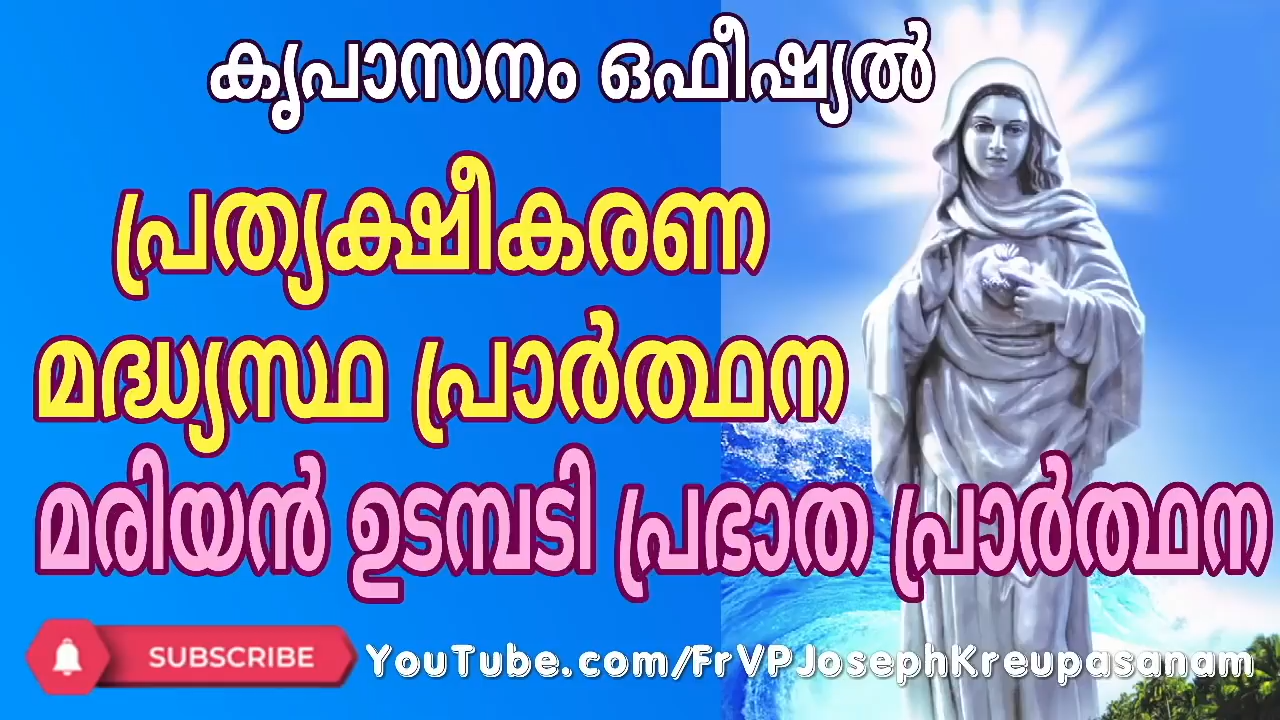 കൃപാസനം ഒഫീഷ്യൽ
പ്രത്യക്ഷീകരണ
മദ്ധ്യസ്ഥ പ്രാർത്ഥന
മരിയൻ ഉടമ്പടി പ്രഭാത പ്രാർത്ഥന
SUBSCRIBE YouTube.com/FrVPJosephKreupasanam